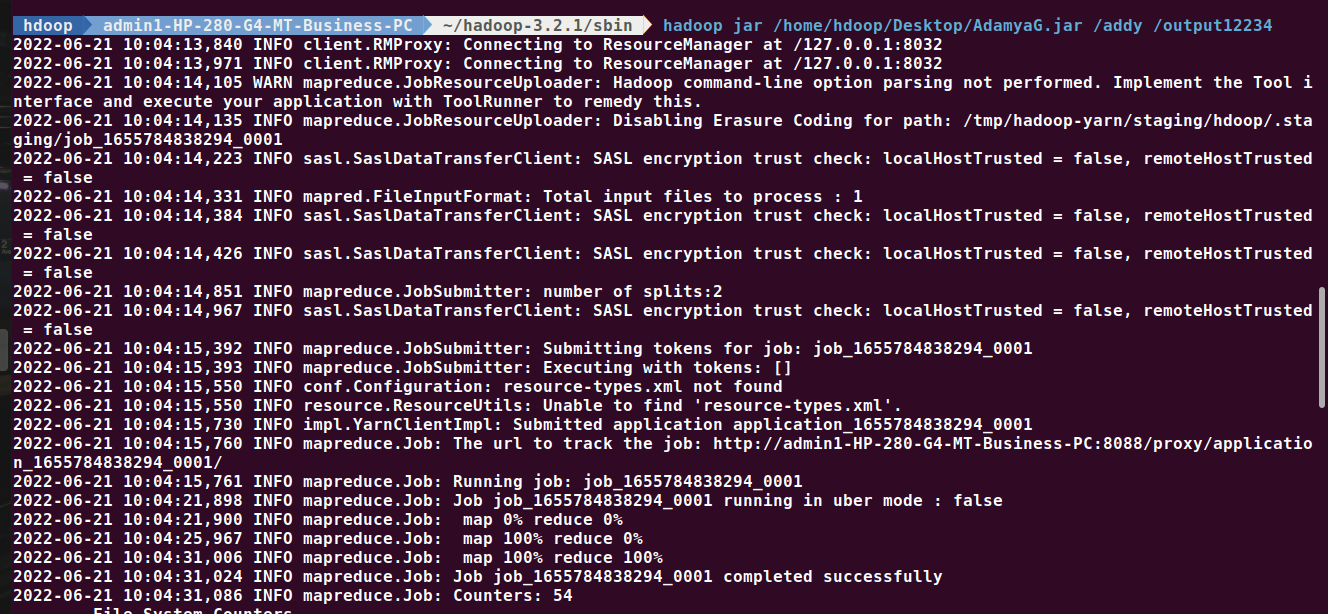 hdoop admin1-HP-280-G4-MT-Business-PC ~/hadoop-3.2.1/sbin hadoop jar /home/hdoop/Desktop/AdamyaG.jar /addy /output12234
2022-06-21 10:04:13,840 INFO client.RMProxy: Connecting to ResourceManager at /127.0.0.1:8032
2022-06-21 10:04:13,971 INFO client.RMProxy: Connecting to ResourceManager at /127.0.0.1:8032
2022-06-21 10:04:14,105 WARN mapreduce.JobResourceUploader: Hadoop command-line option parsing not performed. Implement the Tool i
nterface and execute your application with ToolRunner to remedy this.
2022-06-21 10:04:14,135 INFO mapreduce.JobResourceUploader: Disabling Erasure Coding for path: /tmp/hadoop-yarn/staging/hdoop/.sta
ging/job_1655784838294_0001
2022-06-21 10:04:14,223 INFO sasl.SaslDataTransferClient: SASL encryption trust check: localHostTrusted = false, remoteHostTrusted
 = false
2022-06-21 10:04:14,331 INFO mapred.FileInputFormat: Total input files to process : 1
2022-06-21 10:04:14,384 INFO sasl.SaslDataTransferClient: SASL encryption trust check: localHostTrusted = false, remoteHostTrusted
 = false
2022-06-21 10:04:14,426 INFO sasl.SaslDataTransferClient: SASL encryption trust check: localHostTrusted = false, remoteHostTrusted
 = false
2022-06-21 10:04:14,851 INFO mapreduce.JobSubmitter: number of splits:2
2022-06-21 10:04:14,967 INFO sasl.SaslDataTransferClient: SASL encryption trust check: localHostTrusted = false, remoteHostTrusted
 = false
2022-06-21 10:04:15,392 INFO mapreduce.JobSubmitter: Submitting tokens for job: job_1655784838294_0001
2022-06-21 10:04:15,393 INFO mapreduce.JobSubmitter: Executing with tokens: []
2022-06-21 10:04:15,550 INFO conf.Configuration: resource-types.xml not found
2022-06-21 10:04:15,550 INFO resource.ResourceUtils: Unable to find 'resource-types.xml'.
2022-06-21 10:04:15,730 INFO impl.YarnClientImpl: Submitted application application_1655784838294_0001
2022-06-21 10:04:15,760 INFO mapreduce.Job: The url to track the job: http://admin1-HP-280-G4-MT-Business-PC:8088/proxy/applicatio
n_1655784838294_0001/
2022-06-21 10:04:15,761 INFO mapreduce.Job: Running job: job_1655784838294_0001
2022-06-21 10:04:21,898 INFO mapreduce.Job: Job job_1655784838294_0001 running in uber mode : false
2022-06-21 10:04:21,900 INFO mapreduce.Job:  map 0% reduce 0%
2022-06-21 10:04:25,967 INFO mapreduce.Job:  map 100% reduce 0%
2022-06-21 10:04:31,006 INFO mapreduce.Job:  map 100% reduce 100%
2022-06-21 10:04:31,024 INFO mapreduce.Job: Job job_1655784838294_0001 completed successfully
2022-06-21 10:04:31,086 INFO mapreduce.Job: Counters: 54
File System Counters